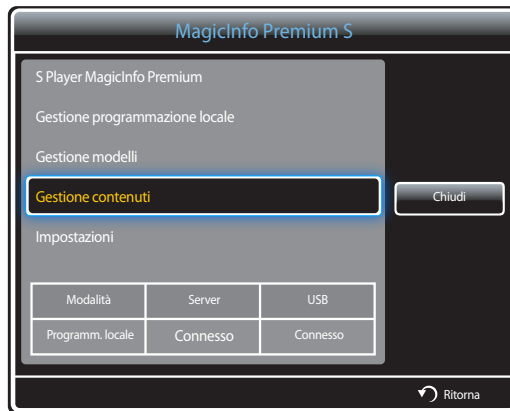 MagicInfo Premium S
S Player MagicInfo Premium
Gestione programmazione locale
Gestione modelli
Gestione contenuti
Chiudi
Impostazioni
Modalità Server USB
Programm. locale Connesso Connesso
Ritorna